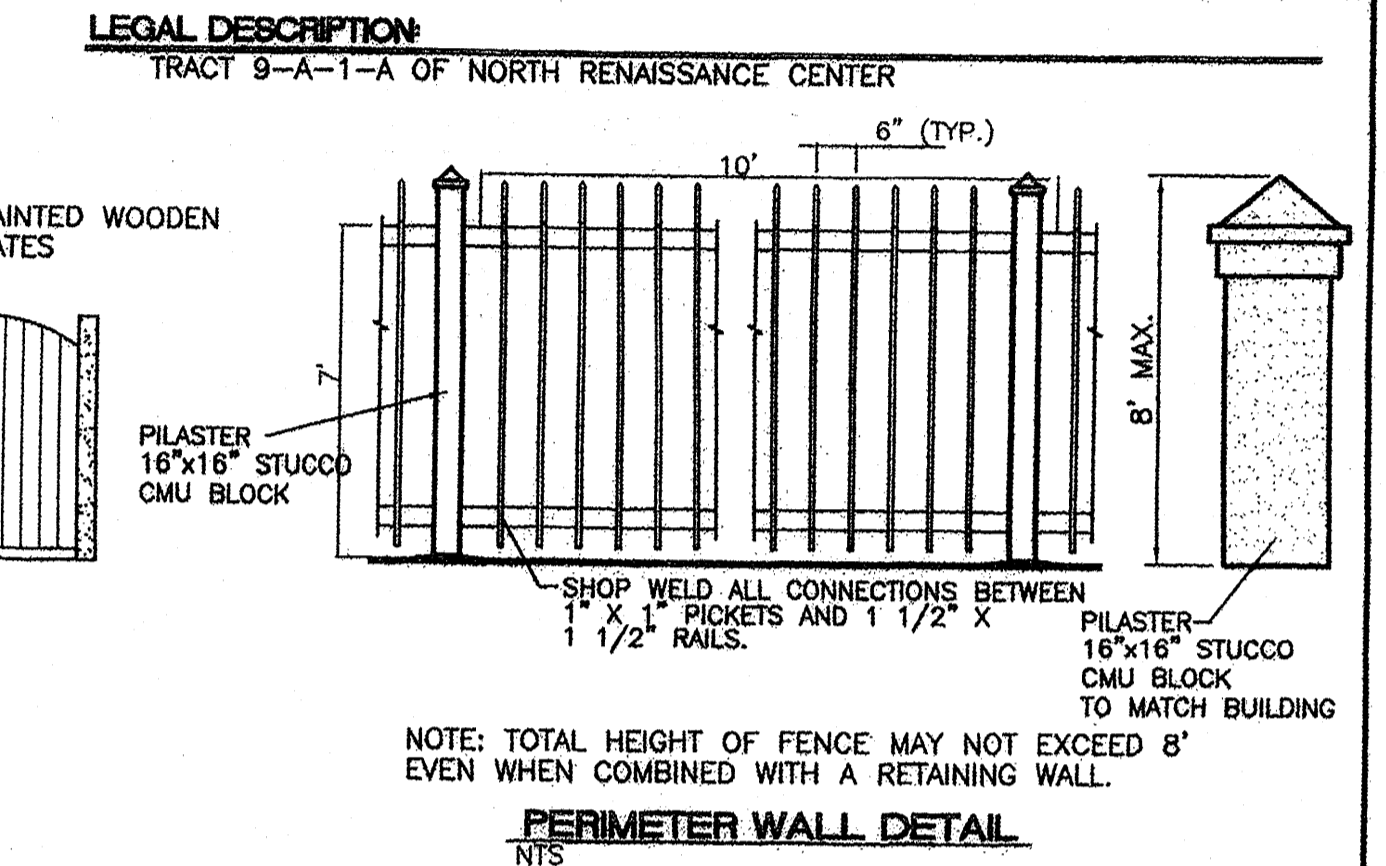 LEGAL DESCRIPTION:
TRACT 9-A-1-A OF NORTH RENAISSANCE CENTER
6" (TYP.)
10'
AINTED WOODEN
ATES
7'
8' MAX.
PILASTER
16"x16" STUCCO
CMU BLOCK
SHOP WELD ALL CONNECTIONS BETWEEN
1" X 1" PICKETS AND 1 1/2" X
1 1/2" RAILS.
PILASTER
16"x16" STUCCO
CMU BLOCK
TO MATCH BUILDING
NOTE: TOTAL HEIGHT OF FENCE MAY NOT EXCEED 8'
EVEN WHEN COMBINED WITH A RETAINING WALL.
PERIMETER WALL DETAIL
NTS